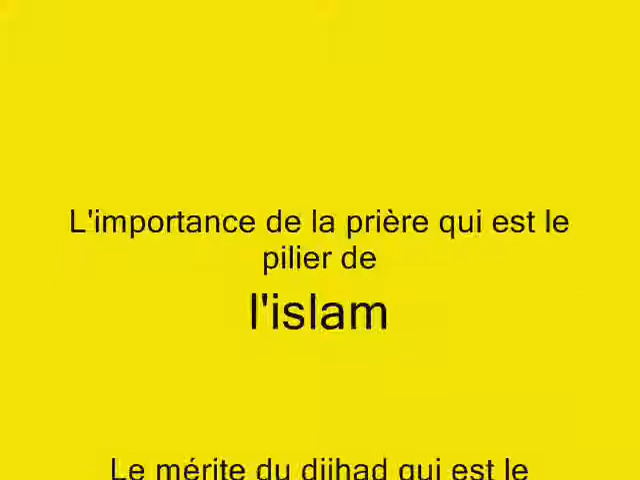 L'importance de la prière qui est le
pilier de
l'islam
Le mérite du djihad qui est le